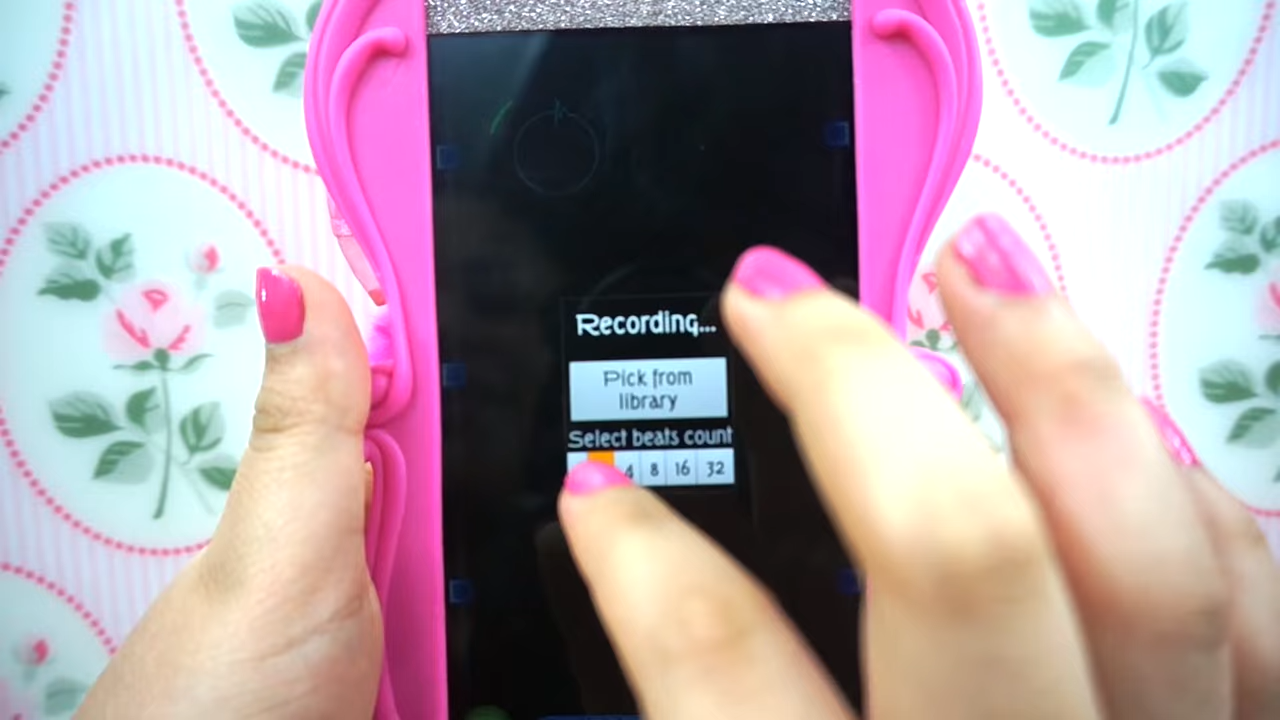 Recording...
Pick from
library
Select beats count
4 8 16 32